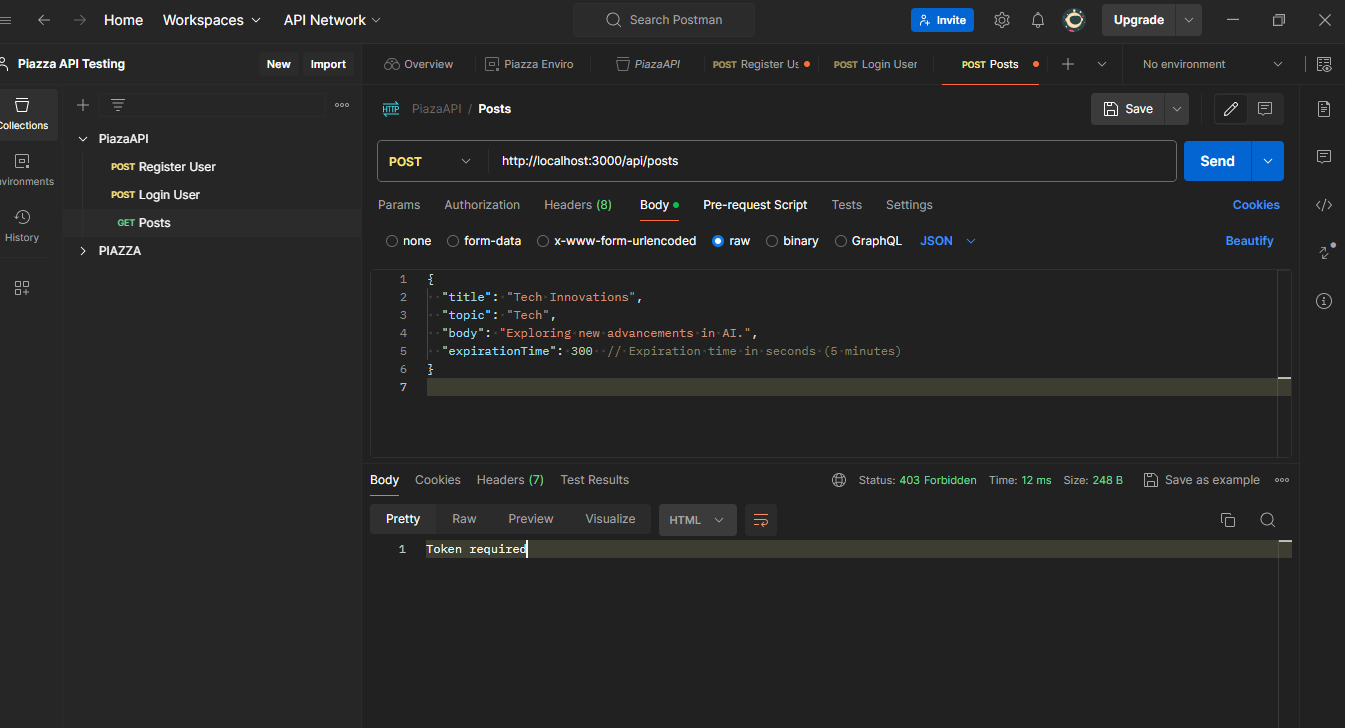 Home Workspaces API Network Search Postman Invite Upgrade
Piazza API Testing New Import Overview Piazza Enviro PiazaAPI POST Register Us POST Login User POST Posts No environment
Collections
PiazaAPI
POST Register User
POST Login User
GET Posts
PIAZZA
vironments
History
HTTP PiazaAPI / Posts Save
POST http://localhost:3000/api/posts Send
Params Authorization Headers (8) Body Pre-request Script Tests Settings Cookies
none form-data x-www-form-urlencoded raw binary GraphQL JSON Beautify
1 {
2 "title": "Tech Innovations",
3 "topic": "Tech",
4 "body": "Exploring new advancements in AI.",
5 "expirationTime": 300 // Expiration time in seconds (5 minutes)
6 }
7
Body Cookies Headers (7) Test Results Status: 403 Forbidden Time: 12 ms Size: 248 B Save as example
Pretty Raw Preview Visualize HTML
1 Token required